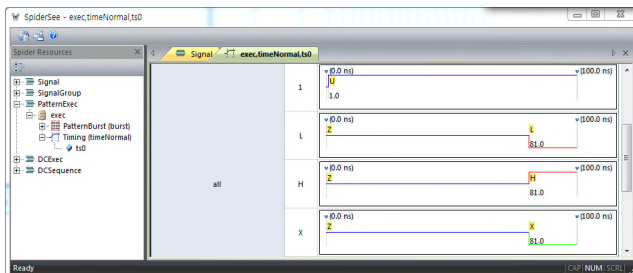 SpiderSee - exec,timeNormal,ts0
Spider Resources
Signal
SignalGroup
PatternExec
exec
PatternBurst (burst)
Timing (timeNormal)
ts0
DCExec
DCSequence
Signal
exec,timeNormal,ts0
all
1
(0.0 ns)
(100.0 ns)
U
1.0
L
(0.0 ns)
(100.0 ns)
Z
L
81.0
H
(0.0 ns)
(100.0 ns)
Z
H
81.0
X
(0.0 ns)
(100.0 ns)
Z
X
81.0
Ready
CAP NUM SCRL